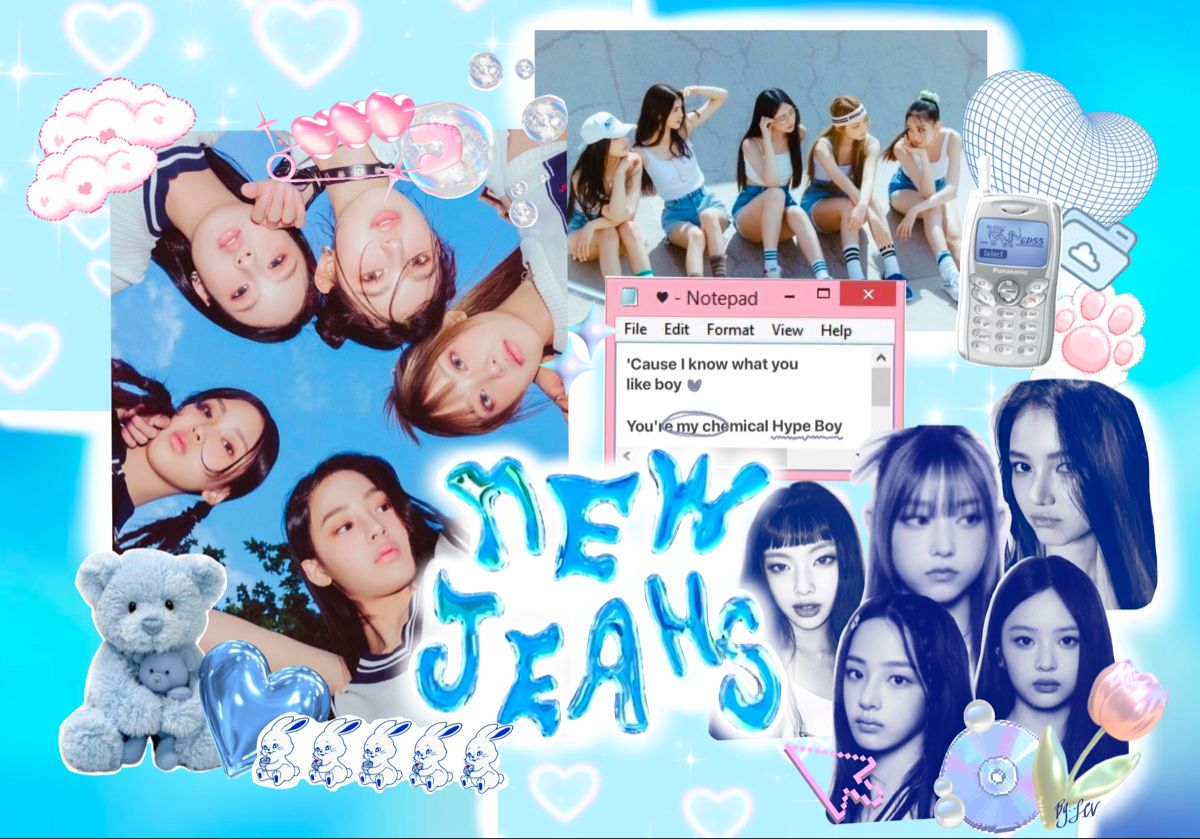 ♥ - Notepad
File Edit Format View Help
'Cause I know what you
like boy
You're my chemical Hype Boy
NEW
JEANS
GD55
Select
Panasonic